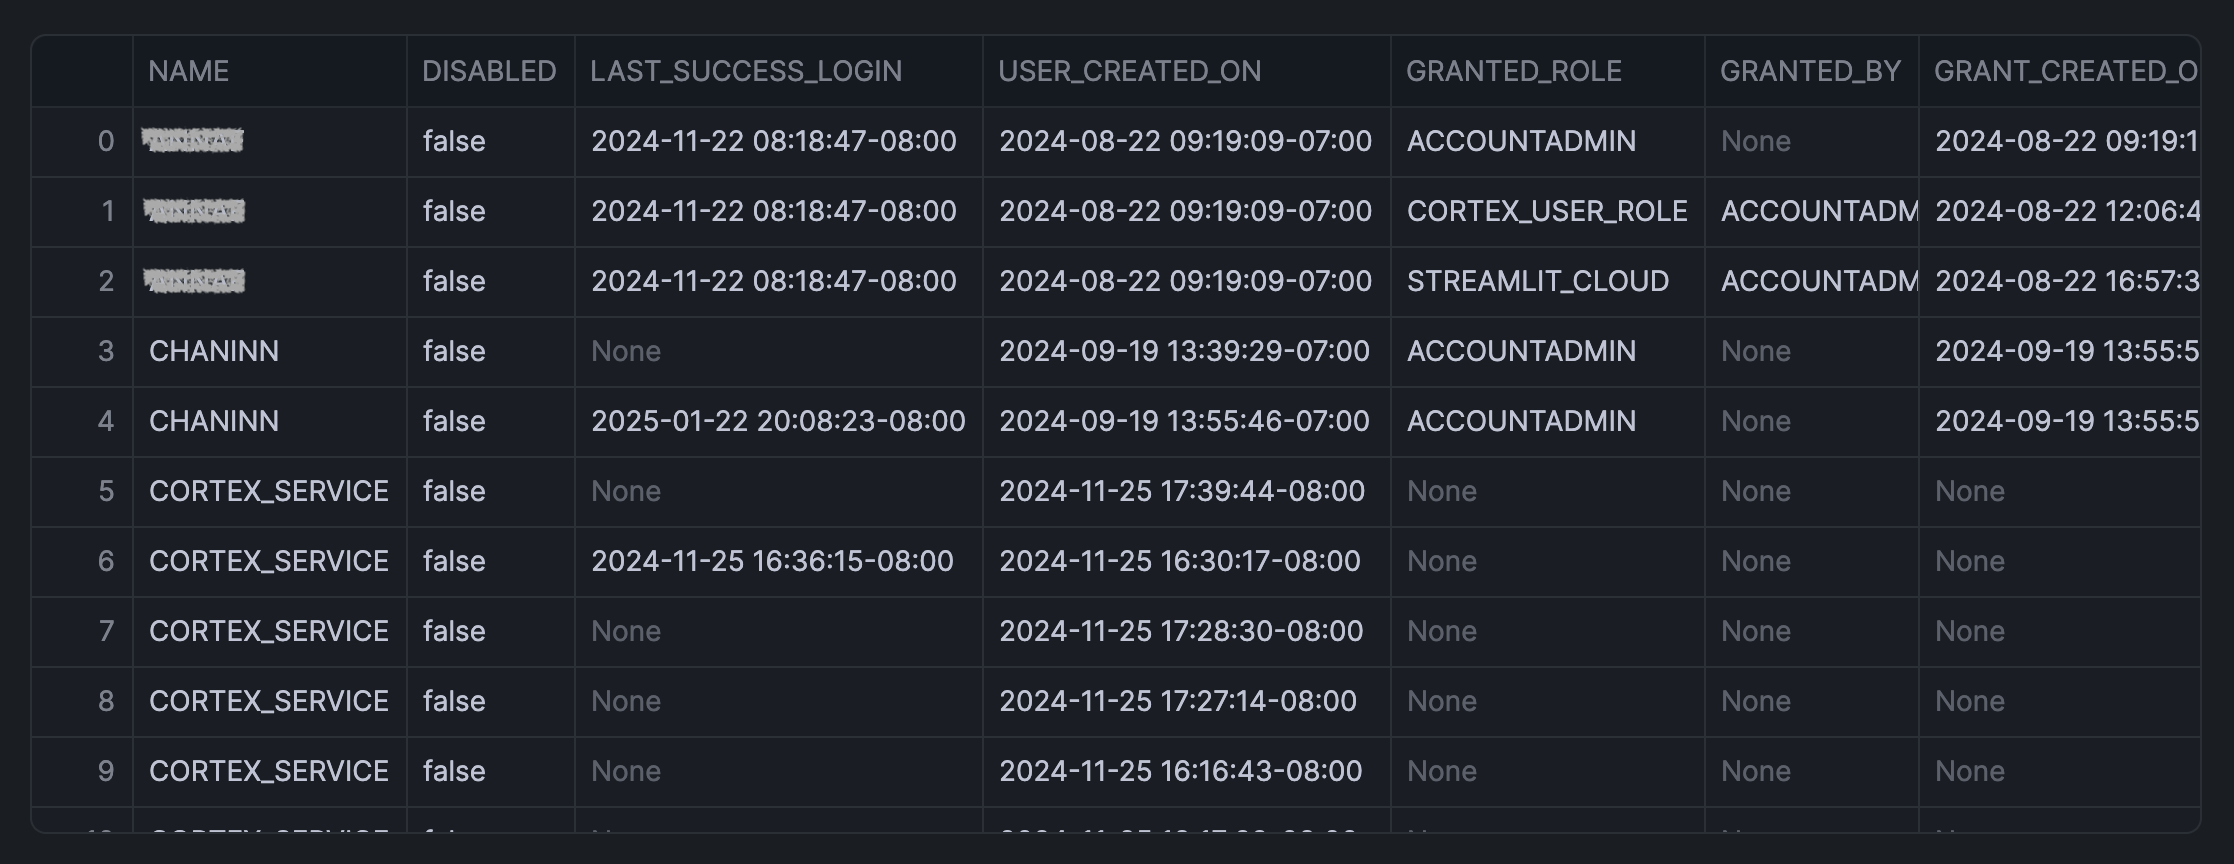 NAME DISABLED LAST_SUCCESS_LOGIN USER_CREATED_ON GRANTED_ROLE GRANTED_BY GRANT_CREATED_O
0 false 2024-11-22 08:18:47-08:00 2024-08-22 09:19:09-07:00 ACCOUNTADMIN None 2024-08-22 09:19:1
1 false 2024-11-22 08:18:47-08:00 2024-08-22 09:19:09-07:00 CORTEX_USER_ROLE ACCOUNTADM 2024-08-22 12:06:4
2 false 2024-11-22 08:18:47-08:00 2024-08-22 09:19:09-07:00 STREAMLIT_CLOUD ACCOUNTADM 2024-08-22 16:57:3
3 CHANINN false None 2024-09-19 13:39:29-07:00 ACCOUNTADMIN None 2024-09-19 13:55:5
4 CHANINN false 2025-01-22 20:08:23-08:00 2024-09-19 13:55:46-07:00 ACCOUNTADMIN None 2024-09-19 13:55:5
5 CORTEX_SERVICE false None 2024-11-25 17:39:44-08:00 None None None
6 CORTEX_SERVICE false 2024-11-25 16:36:15-08:00 2024-11-25 16:30:17-08:00 None None None
7 CORTEX_SERVICE false None 2024-11-25 17:28:30-08:00 None None None
8 CORTEX_SERVICE false None 2024-11-25 17:27:14-08:00 None None None
9 CORTEX_SERVICE false None 2024-11-25 16:16:43-08:00 None None None